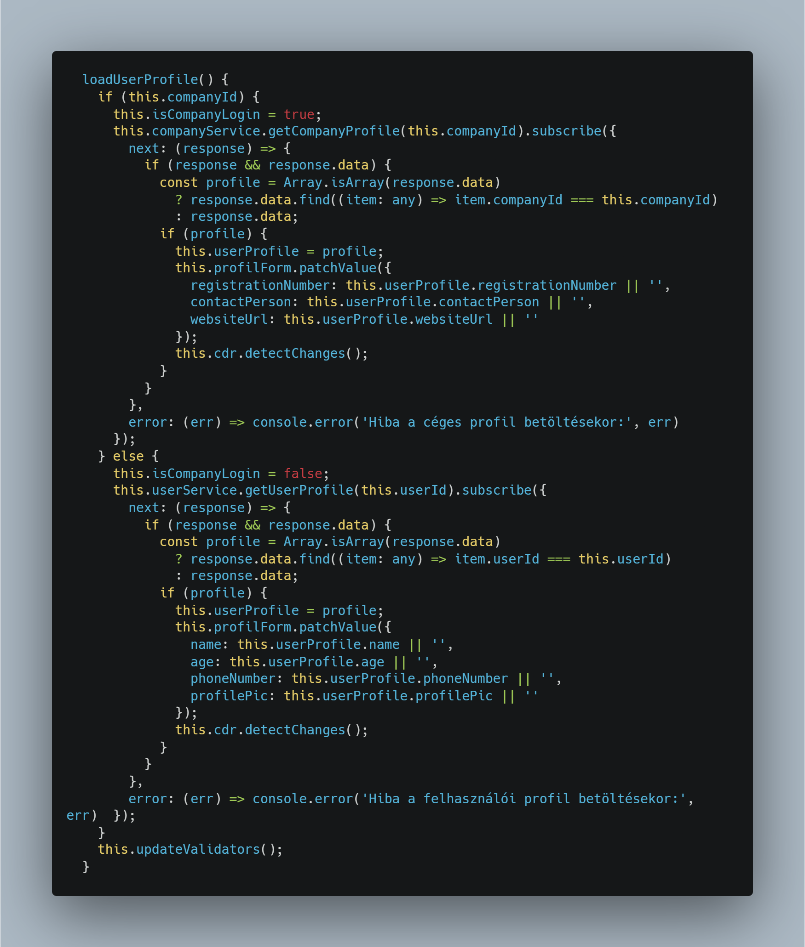 loadUserProfile() {
if (this.companyId) {
this.isCompanyLogin = true;
this.companyService.getCompanyProfile(this.companyId).subscribe({
next: (response) => {
if (response && response.data) {
const profile = Array.isArray(response.data)
? response.data.find((item: any) => item.companyId === this.companyId)
: response.data;
if (profile) {
this.userProfile = profile;
this.profilForm.patchValue({
registrationNumber: this.userProfile.registrationNumber || '',
contactPerson: this.userProfile.contactPerson || '',
websiteUrl: this.userProfile.websiteUrl || ''
});
this.cdr.detectChanges();
}
}
},
error: (err) => console.error('Hiba a céges profil betöltésekor:', err)
});
} else {
this.isCompanyLogin = false;
this.userService.getUserProfile(this.userId).subscribe({
next: (response) => {
if (response && response.data) {
const profile = Array.isArray(response.data)
? response.data.find((item: any) => item.userId === this.userId)
: response.data;
if (profile) {
this.userProfile = profile;
this.profilForm.patchValue({
name: this.userProfile.name || '',
age: this.userProfile.age || '',
phoneNumber: this.userProfile.phoneNumber || '',
profilePic: this.userProfile.profilePic || ''
});
this.cdr.detectChanges();
}
}
},
error: (err) => console.error('Hiba a felhasználói profil betöltésekor:',
err)  });
}
this.updateValidators();
}